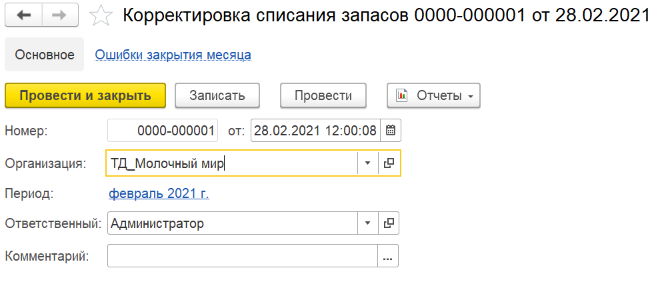 Корректировка списания запасов 0000-000001 от 28.02.2021
Основное Ошибки закрытия месяца
Провести и закрыть Записать Провести Отчеты
Номер: 0000-000001 от: 28.02.2021 12:00:08
Организация: ТД_Молочный мир
Период: февраль 2021 г.
Ответственный: Администратор
Комментарий: ...